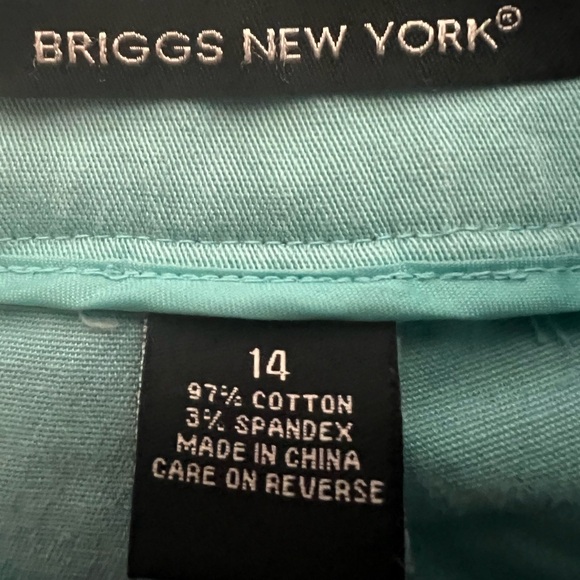 BRIGGS NEW YORK®
14
97% COTTON
3% SPANDEX
MADE IN CHINA
CARE ON REVERSE